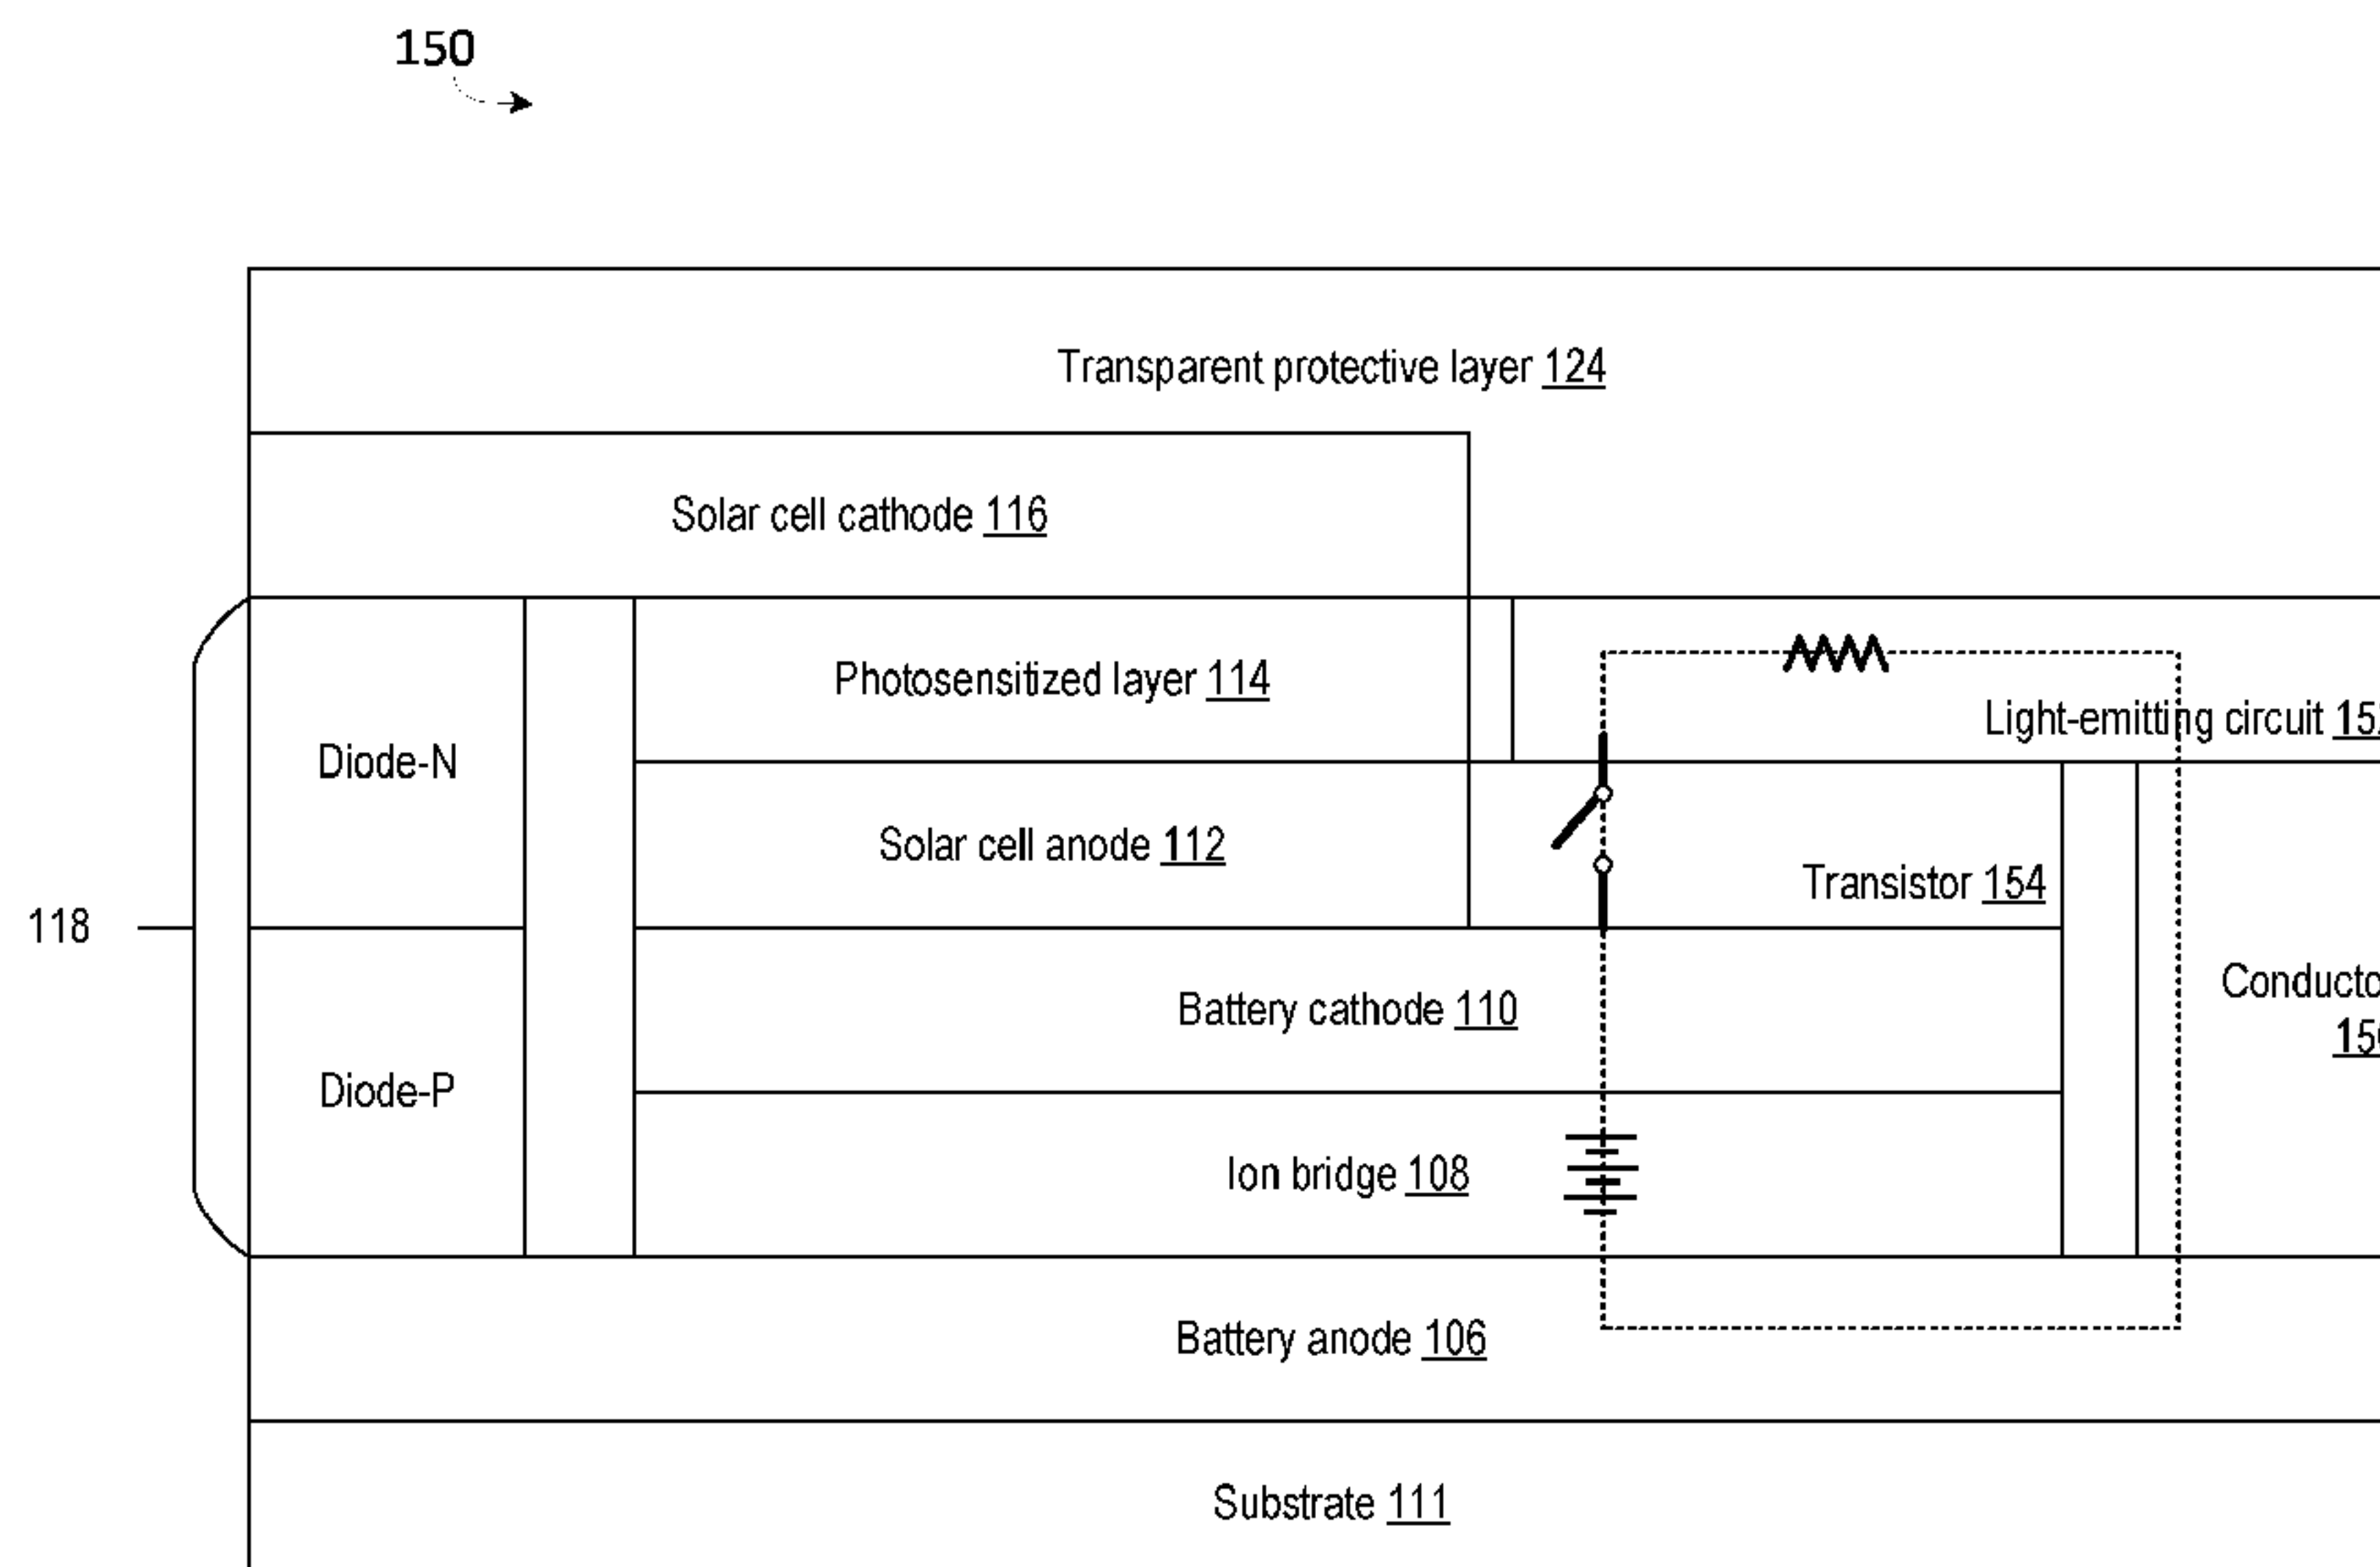 150
Transparent protective layer 124
Solar cell cathode 116
Photosensitized layer 114
Light-emitting circuit
Diode-N
Solar cell anode 112
Transistor 154
118
Battery cathode 110
Diode-P
Ion bridge 108
Battery anode 106
Substrate 111